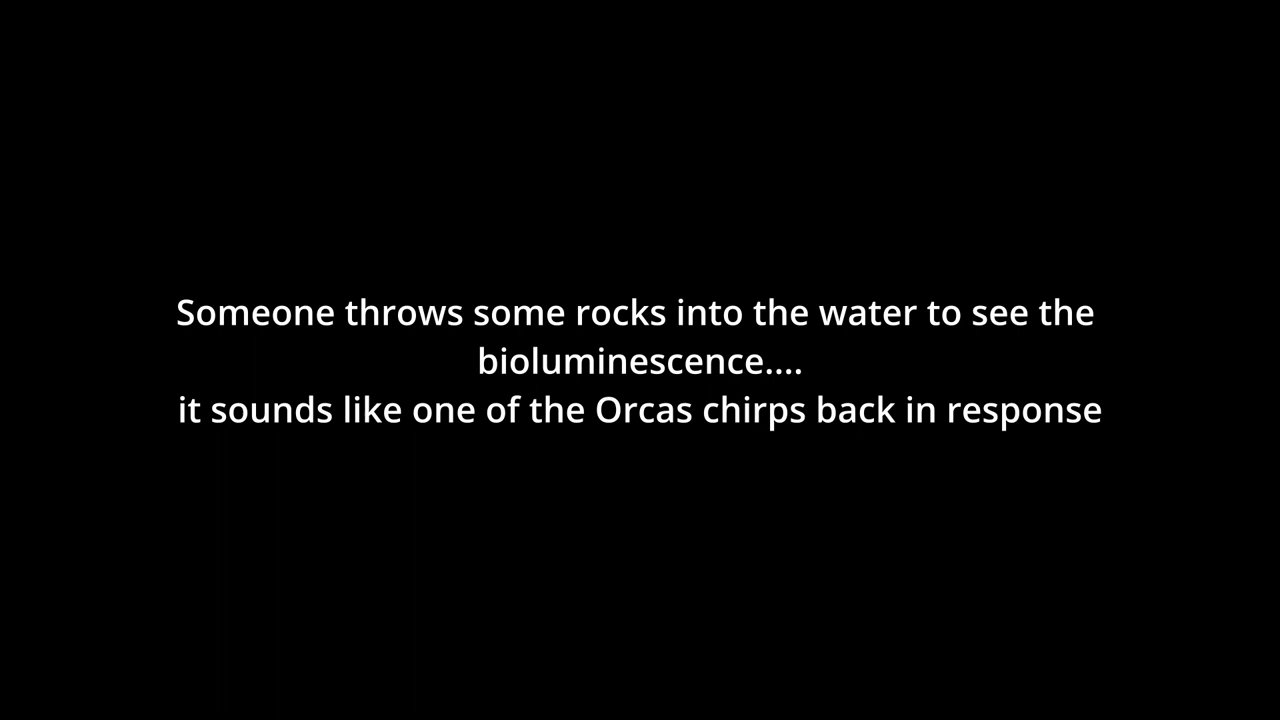 Someone throws some rocks into the water to see the
bioluminescence....
it sounds like one of the Orcas chirps back in response